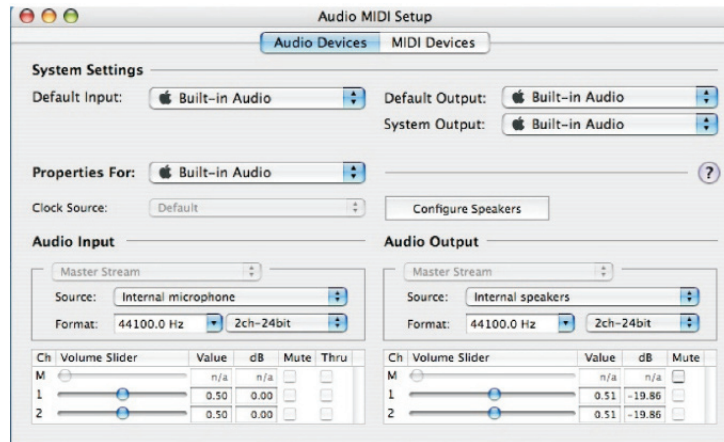 Audio MIDI Setup
Audio Devices MIDI Devices
System Settings
Default Input: Built-in Audio
Default Output: Built-in Audio
System Output: Built-in Audio
Properties For: Built-in Audio ?
Clock Source: Default
Configure Speakers
Audio Input
Master Stream
Source: Internal microphone
Format: 44100.0 Hz 2ch-24bit
Ch Volume Slider Value dB Mute Thru
M n/a n/a
1 0.50 0.00
2 0.50 0.00
Audio Output
Master Stream
Source: Internal speakers
Format: 44100.0 Hz 2ch-24bit
Ch Volume Slider Value dB Mute
M n/a n/a
1 0.51 -19.86
2 0.51 -19.86